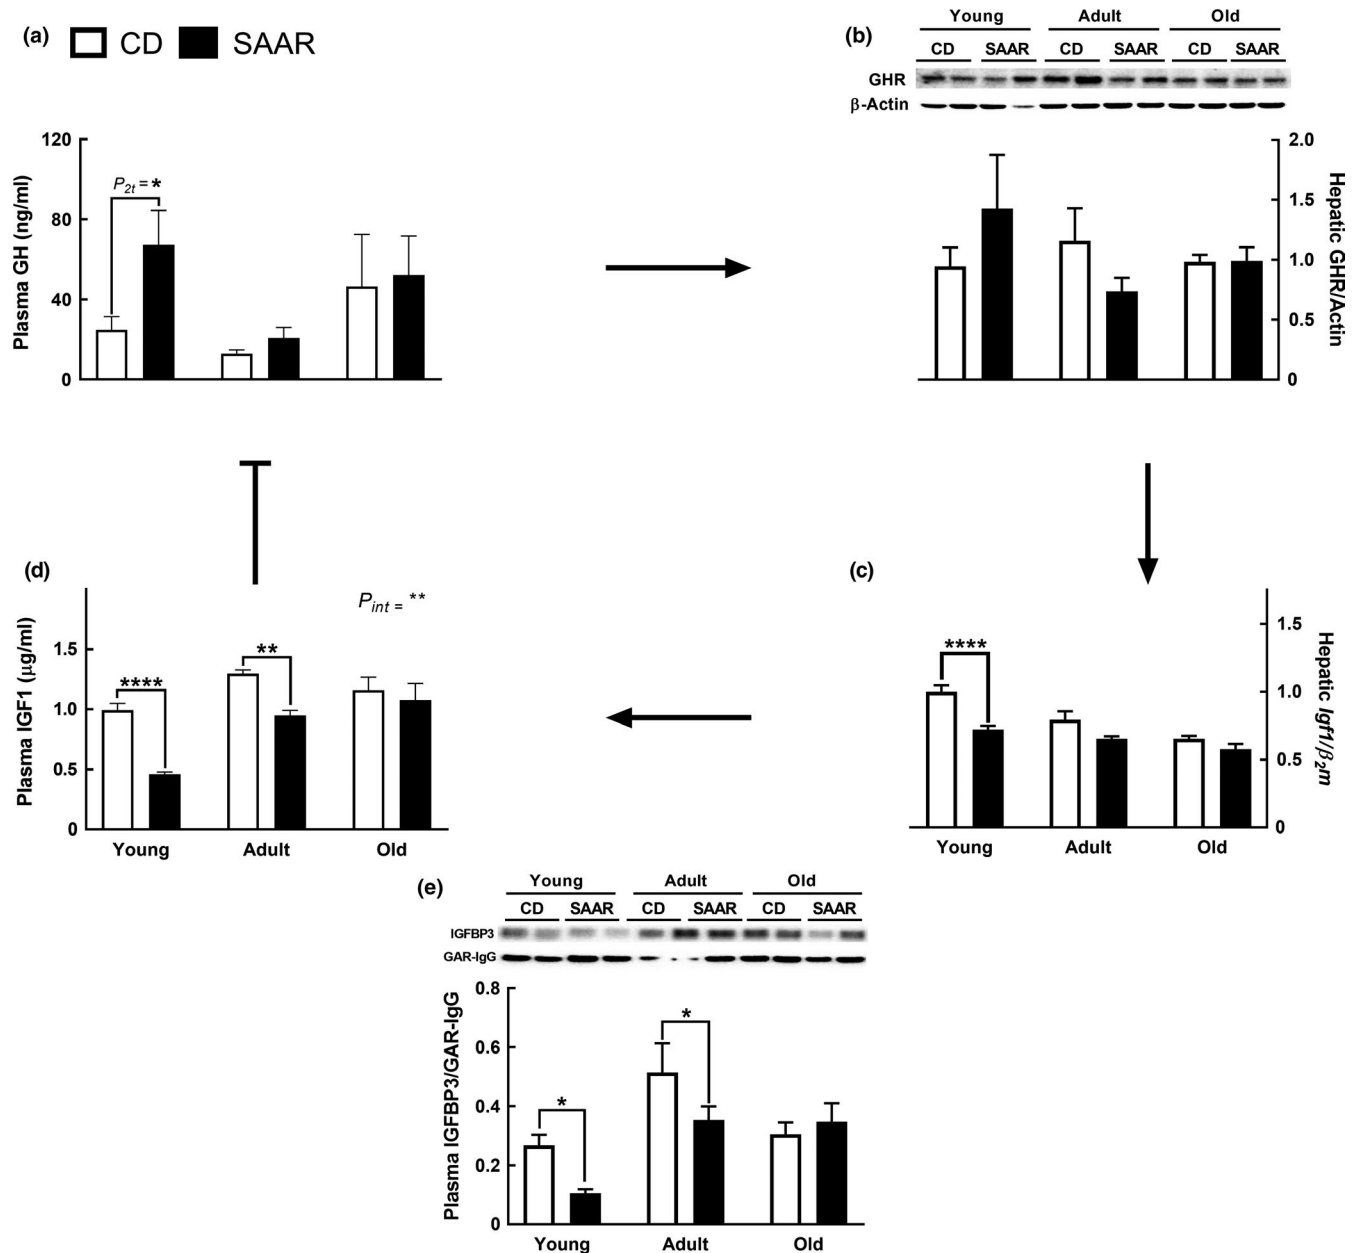 (a) CD SAAR
120
80
40
0
Plasma GH (ng/ml)
P2t = *
(b)
Young Adult Old
CD SAAR CD SAAR CD SAAR
GHR
β-Actin
2.0
1.5
1.0
0.5
0
Hepatic GHR/Actin
(d)
Plasma IGF1 (μg/ml)
1.5
1.0
0.5
0
****
**
Pint = **
Young Adult Old
(c)
****
1.5
1.0
0.5
0
Hepatic Igf1/β2m
Young Adult Old
(e)
Young Adult Old
CD SAAR CD SAAR CD SAAR
IGFBP3
GAR-IgG
Plasma IGFBP3/GAR-IgG
0.8
0.6
0.4
0.2
0
*
*
Young Adult Old